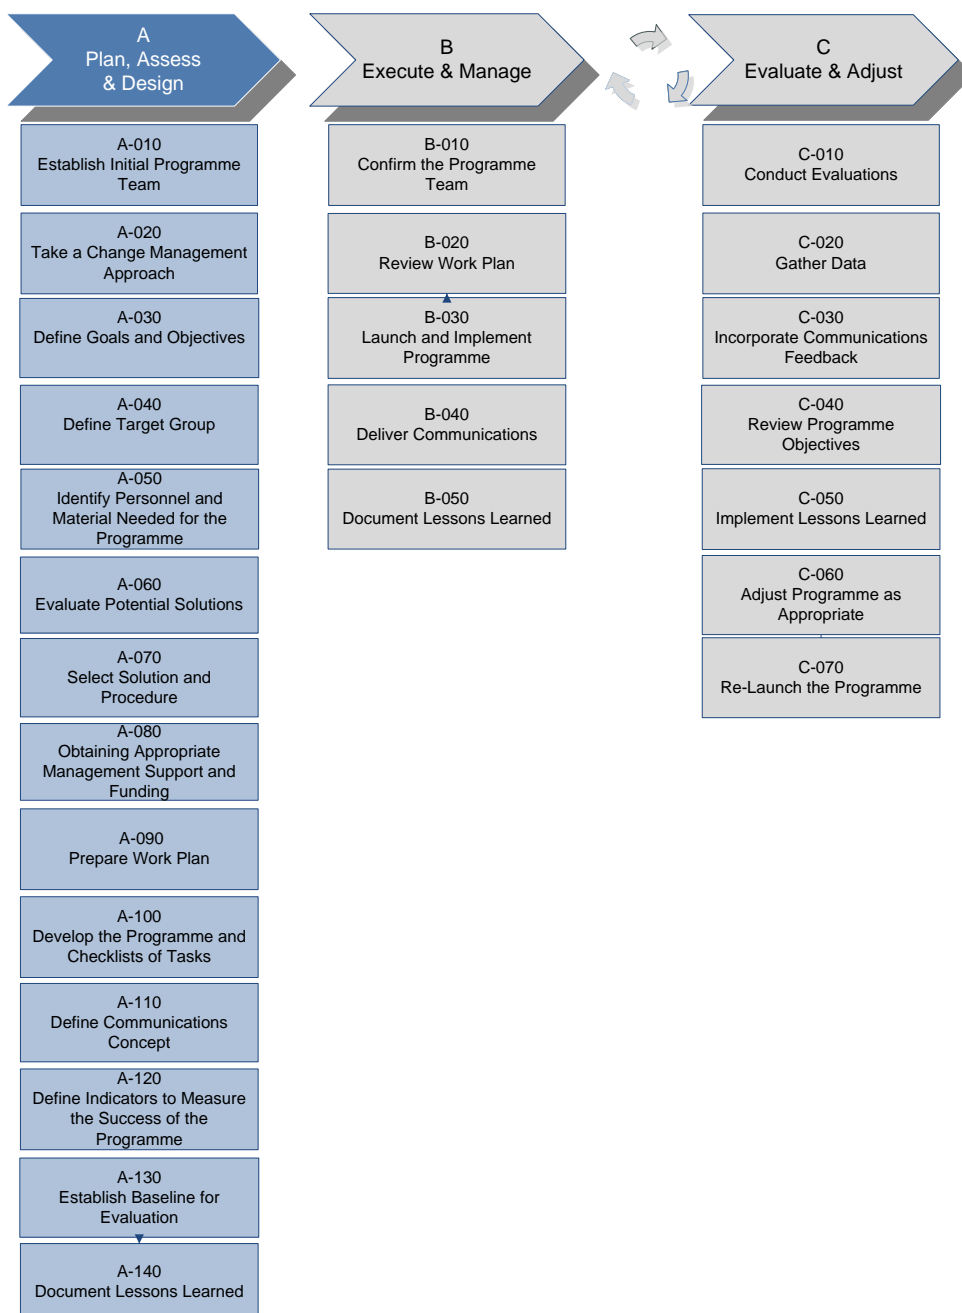 A
Plan, Assess
& Design
A-010
Establish Initial Programme
Team
A-020
Take a Change Management
Approach
A-030
Define Goals and Objectives
A-040
Define Target Group
A-050
Identify Personnel and
Material Needed for the
Programme
A-060
Evaluate Potential Solutions
A-070
Select Solution and
Procedure
A-080
Obtaining Appropriate
Management Support and
Funding
A-090
Prepare Work Plan
A-100
Develop the Programme and
Checklists of Tasks
A-110
Define Communications
Concept
A-120
Define Indicators to Measure
the Success of the
Programme
A-130
Establish Baseline for
Evaluation
A-140
Document Lessons Learned
B
Execute & Manage
B-010
Confirm the Programme
Team
B-020
Review Work Plan
B-030
Launch and Implement
Programme
B-040
Deliver Communications
B-050
Document Lessons Learned
C
Evaluate & Adjust
C-010
Conduct Evaluations
C-020
Gather Data
C-030
Incorporate Communications
Feedback
C-040
Review Programme
Objectives
C-050
Implement Lessons Learned
C-060
Adjust Programme as
Appropriate
C-070
Re-Launch the Programme